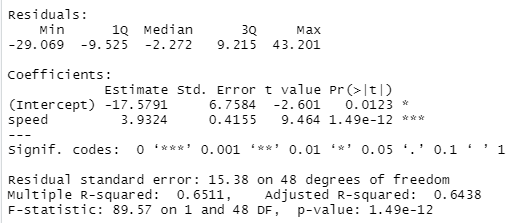 Residuals:
Min 1Q Median 3Q Max
-29.069 -9.525 -2.272 9.215 43.201
Coefficients:
Estimate Std. Error t value Pr(>|t|)
(Intercept) -17.5791 6.7584 -2.601 0.0123 *
speed 3.9324 0.4155 9.464 1.49e-12 ***
---
Signif. codes: 0 ‘***’ 0.001 ‘**’ 0.01 ‘*’ 0.05 ‘.’ 0.1 ‘ ’ 1
Residual standard error: 15.38 on 48 degrees of freedom
Multiple R-squared: 0.6511, Adjusted R-squared: 0.6438
F-statistic: 89.57 on 1 and 48 DF, p-value: 1.49e-12